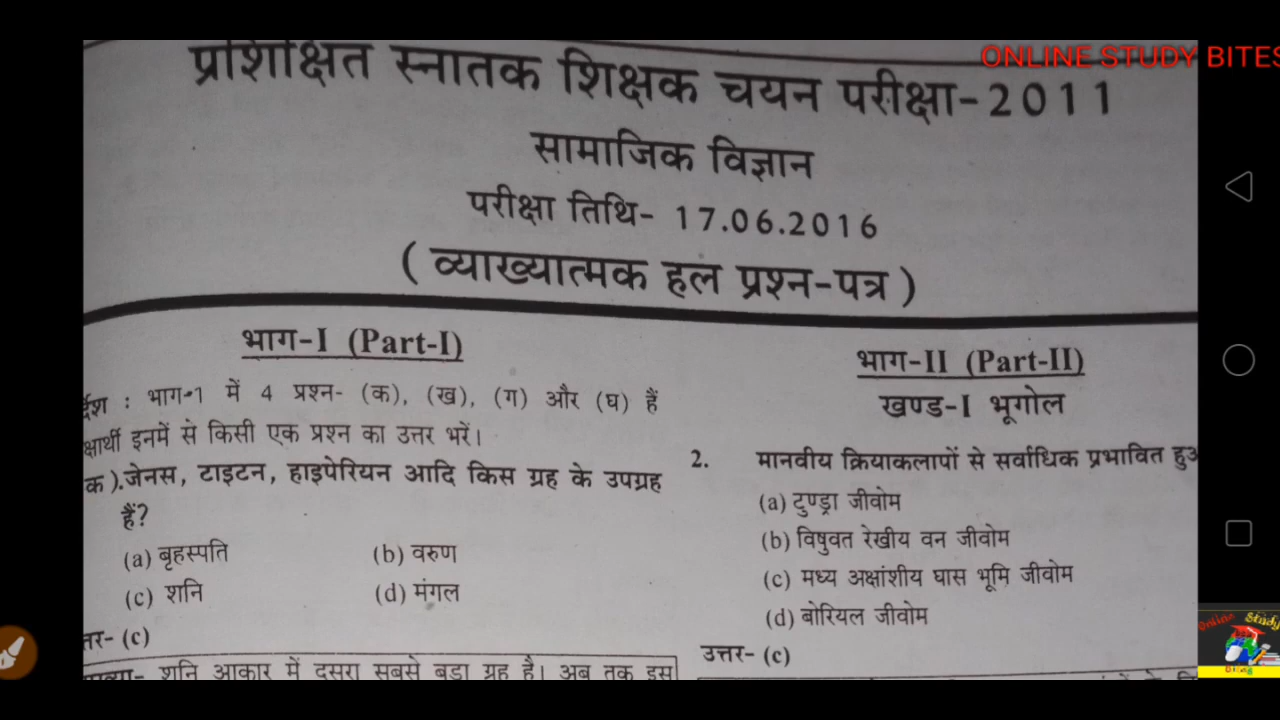 ONLINE STUDY BITES
प्रशिक्षित स्नातक शिक्षक चयन परीक्षा-2011
सामाजिक विज्ञान
परीक्षा तिथि- 17.06.2016
( व्याख्यात्मक हल प्रश्न-पत्र )
भाग-I (Part-I)
र्देश : भाग-1 में 4 प्रश्न- (क), (ख), (ग) और (घ) हैं
क्षार्थी इनमें से किसी एक प्रश्न का उत्तर भरें।
क ).जेनस, टाइटन, हाइपेरियन आदि किस ग्रह के उपग्रह
हैं?
(a) बृहस्पति (b) वरुण
(c) शनि (d) मंगल
तर- (c)
शनि आकार में दूसरा सबसे बड़ा ग्रह है। अब तक इस
भाग-II (Part-II)
खण्ड-I भूगोल
2. मानवीय क्रियाकलापों से सर्वाधिक प्रभावित
(a) टुण्ड्रा जीवोम
(b) विषुवत रेखीय वन जीवोम
(c) मध्य अक्षांशीय घास भूमि जीवोम
(d) बोरियल जीवोम
उत्तर- (c)
Online Study